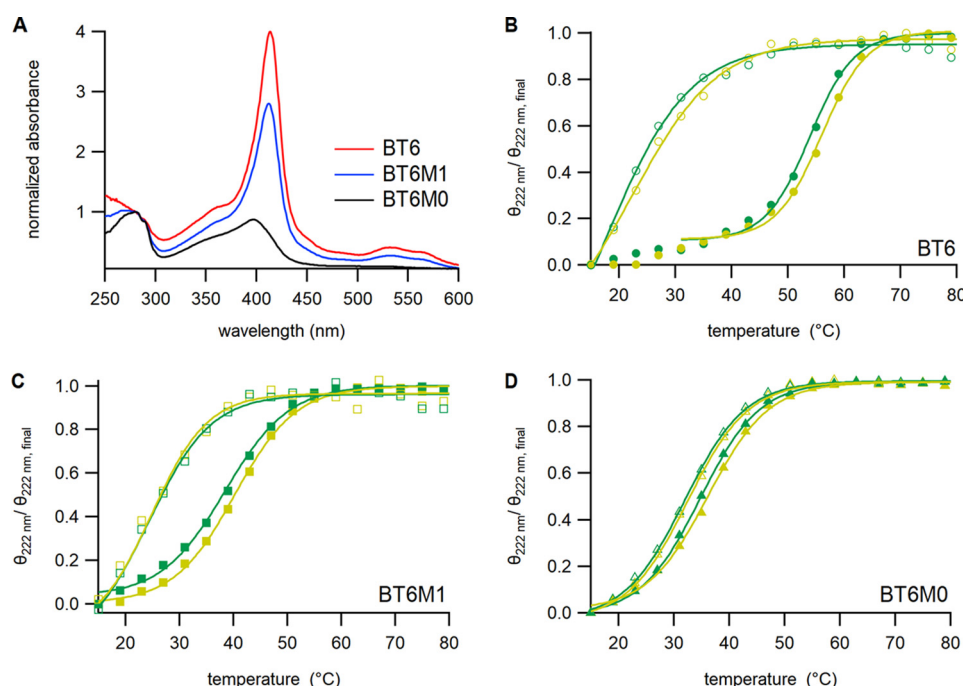 A
normalized absorbance
4
3
2
1
BT6
BT6M1
BT6M0
250 300 350 400 450 500 550 600
wavelength (nm)
B
θ222 nm/ θ222 nm, final
1.0
0.8
0.6
0.4
0.2
0.0
BT6
20 30 40 50 60 70 80
temperature (°C)
C
θ222 nm/ θ222 nm, final
1.0
0.8
0.6
0.4
0.2
0.0
BT6M1
20 30 40 50 60 70 80
temperature (°C)
D
θ222 nm/ θ222 nm, final
1.0
0.8
0.6
0.4
0.2
0.0
BT6M0
20 30 40 50 60 70 80
temperature (°C)